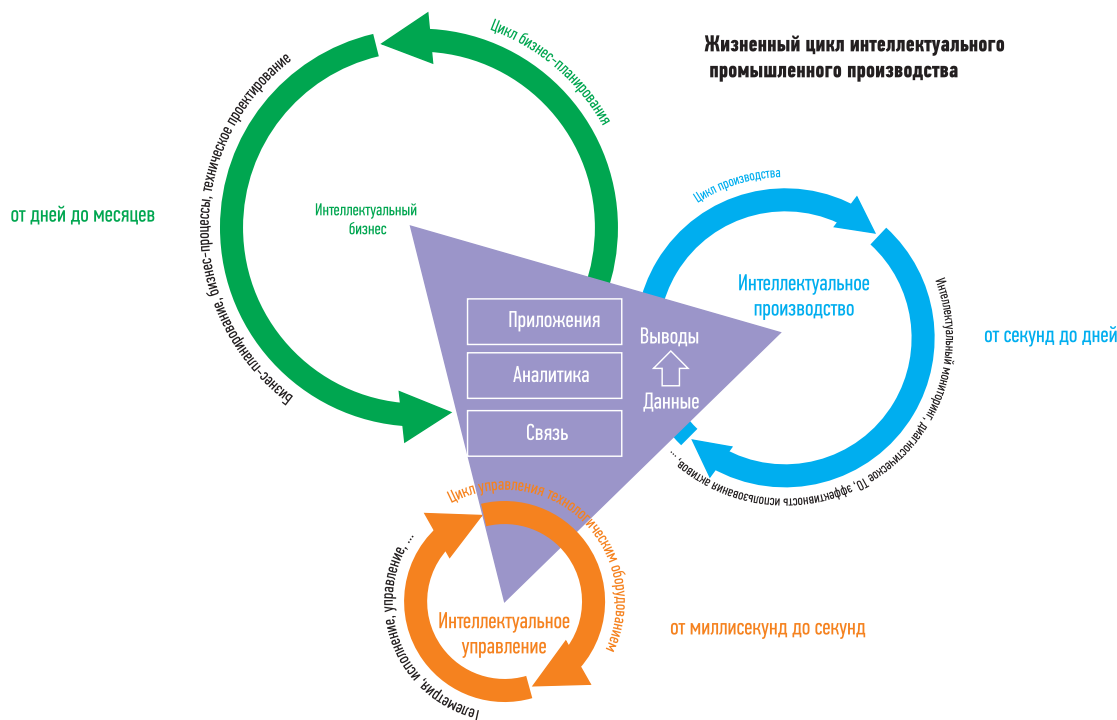 Жизненный цикл интеллектуального
промышленного производства
Цикл бизнес-планирования
Бизнес-планирование, бизнес-процессы, техническое проектирование
от дней до месяцев
Интеллектуальный
бизнес
Цикл производства
Интеллектуальное
производство
Интеллектуальный мониторинг, диагностическое ТО, эффективность использования активов, ...
от секунд до дней
Приложения
Аналитика
Связь
Выводы
Данные
Цикл управления технологическим оборудованием
Телеметрия, исполнение, управление, ...
Интеллектуальное
управление
от миллисекунд до секунд